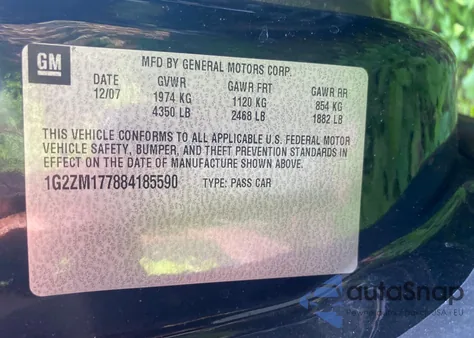 GM
MFD BY GENERAL MOTORS CORP.
DATE GVWR GAWR FRT GAWR RR
12/07 1974 KG 1120 KG 854 KG
4350 LB 2468 LB 1882 LB
THIS VEHICLE CONFORMS TO ALL APPLICABLE U.S. FEDERAL MOTOR
VEHICLE SAFETY, BUMPER, AND THEFT PREVENTION STANDARDS IN
EFFECT ON THE DATE OF MANUFACTURE SHOWN ABOVE.
1G2ZM177884185590 TYPE: PASS CAR
autoSnap